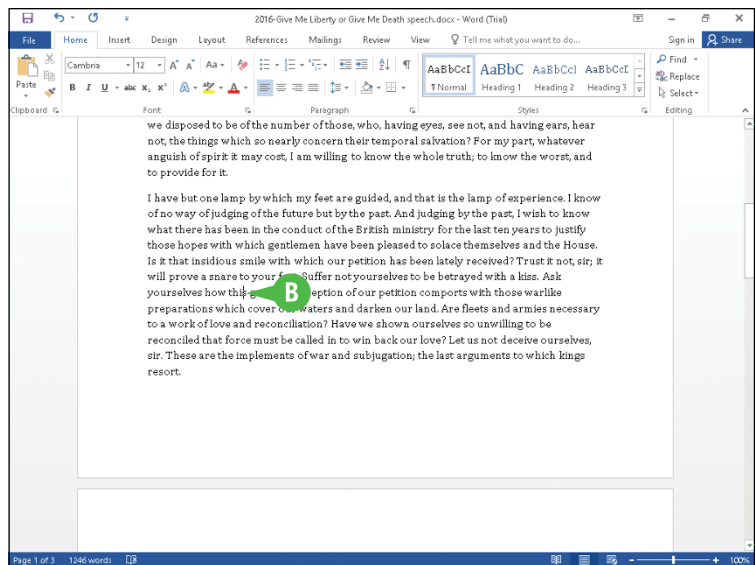 2016-Give Me Liberty or Give Me Death speech.docx - Word (Trial)
File Home Insert Design Layout References Mailings Review View Tell me what you want to do... Sign in Share
Cambria 12 A A Aa
Paste
B I U abc x₂ x² A A
AaBbCcI AaBbC AaBbCcl AaBbCcI
¶ Normal Heading 1 Heading 2 Heading 3
Find
Replace
Select
Clipboard Font Paragraph Styles Editing
we disposed to be of the number of those, who, having eyes, see not, and having ears, hear
not, the things which so nearly concern their temporal salvation? For my part, whatever
anguish of spirit it may cost, I am willing to know the whole truth; to know the worst, and
to provide for it.
I have but one lamp by which my feet are guided, and that is the lamp of experience. I know
of no way of judging of the future but by the past. And judging by the past, I wish to know
what there has been in the conduct of the British ministry for the last ten years to justify
those hopes with which gentlemen have been pleased to solace themselves and the House.
Is it that insidious smile with which our petition has been lately received? Trust it not, sir; it
will prove a snare to your Suffer not yourselves to be betrayed with a kiss. Ask
yourselves how this B eption of our petition comports with those warlike
preparations which cover waters and darken our land. Are fleets and armies necessary
to a work of love and reconciliation? Have we shown ourselves so unwilling to be
reconciled that force must be called in to win back our love? Let us not deceive ourselves,
sir. These are the implements of war and subjugation; the last arguments to which kings
resort.
Page 1 of 3 1246 words 100%